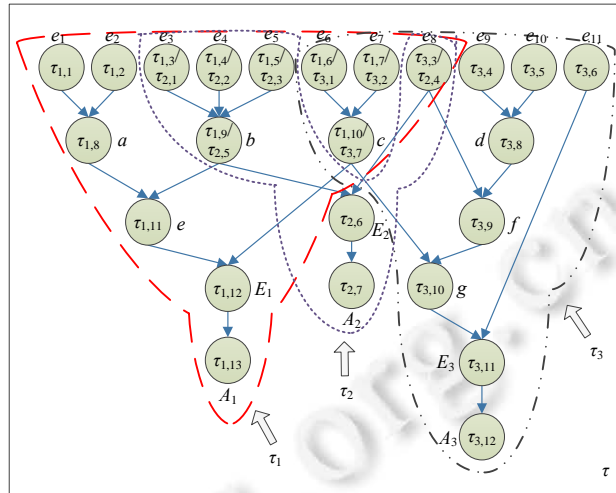 e1 e2 e3 e4 e5 e6 e7 e8 e9 e10 e11
τ1,1 τ1,2 τ1,3/ τ1,4/ τ1,5/ τ1,6/ τ1,7/ τ3,3/ τ3,4 τ3,5 τ3,6
τ2,1 τ2,2 τ2,3 τ3,1 τ3,2 τ2,4
τ1,8 a τ1,9/ b τ1,10/ c d τ3,8
τ2,5 τ3,7
τ1,11 e τ2,6 E2 τ3,9 f
τ1,12 E1 τ2,7 τ3,10 g
A2
τ1,13 τ2 E3 τ3,11 τ3
A1
τ1 A3 τ3,12
τ
org.cn